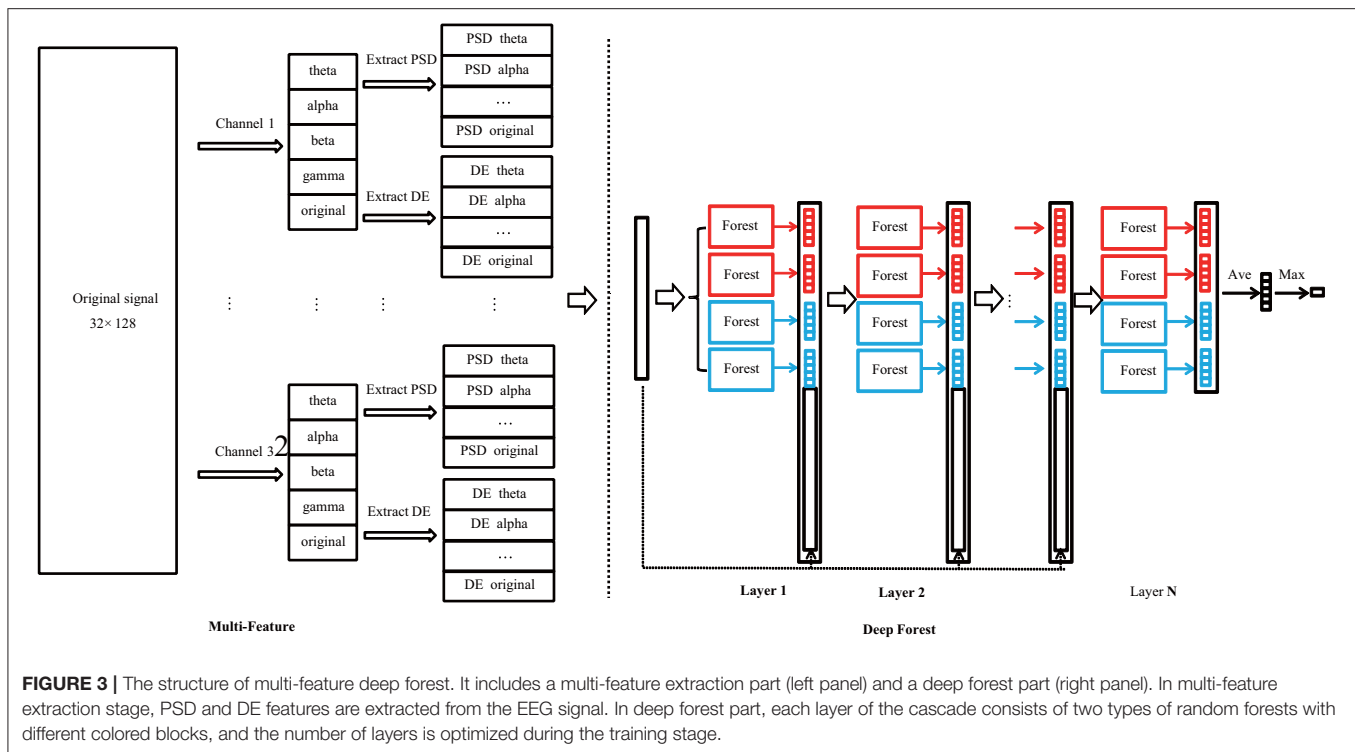 Original signal
32× 128
Channel 1
theta
alpha
beta
gamma
original
Extract PSD
PSD theta
PSD alpha
...
PSD original
Extract DE
DE theta
DE alpha
...
DE original
⋮
⋮
⋮
⋮
Channel 32
theta
alpha
beta
gamma
original
Extract PSD
PSD theta
PSD alpha
...
PSD original
Extract DE
DE theta
DE alpha
...
DE original
Multi-Feature
Forest
Forest
Forest
Forest
Layer 1
Forest
Forest
Forest
Forest
Layer 2
⋮
Forest
Forest
Forest
Forest
Layer N
Ave
Max
Deep Forest
FIGURE 3 | The structure of multi-feature deep forest. It includes a multi-feature extraction part (left panel) and a deep forest part (right panel). In multi-feature
extraction stage, PSD and DE features are extracted from the EEG signal. In deep forest part, each layer of the cascade consists of two types of random forests with
different colored blocks, and the number of layers is optimized during the training stage.